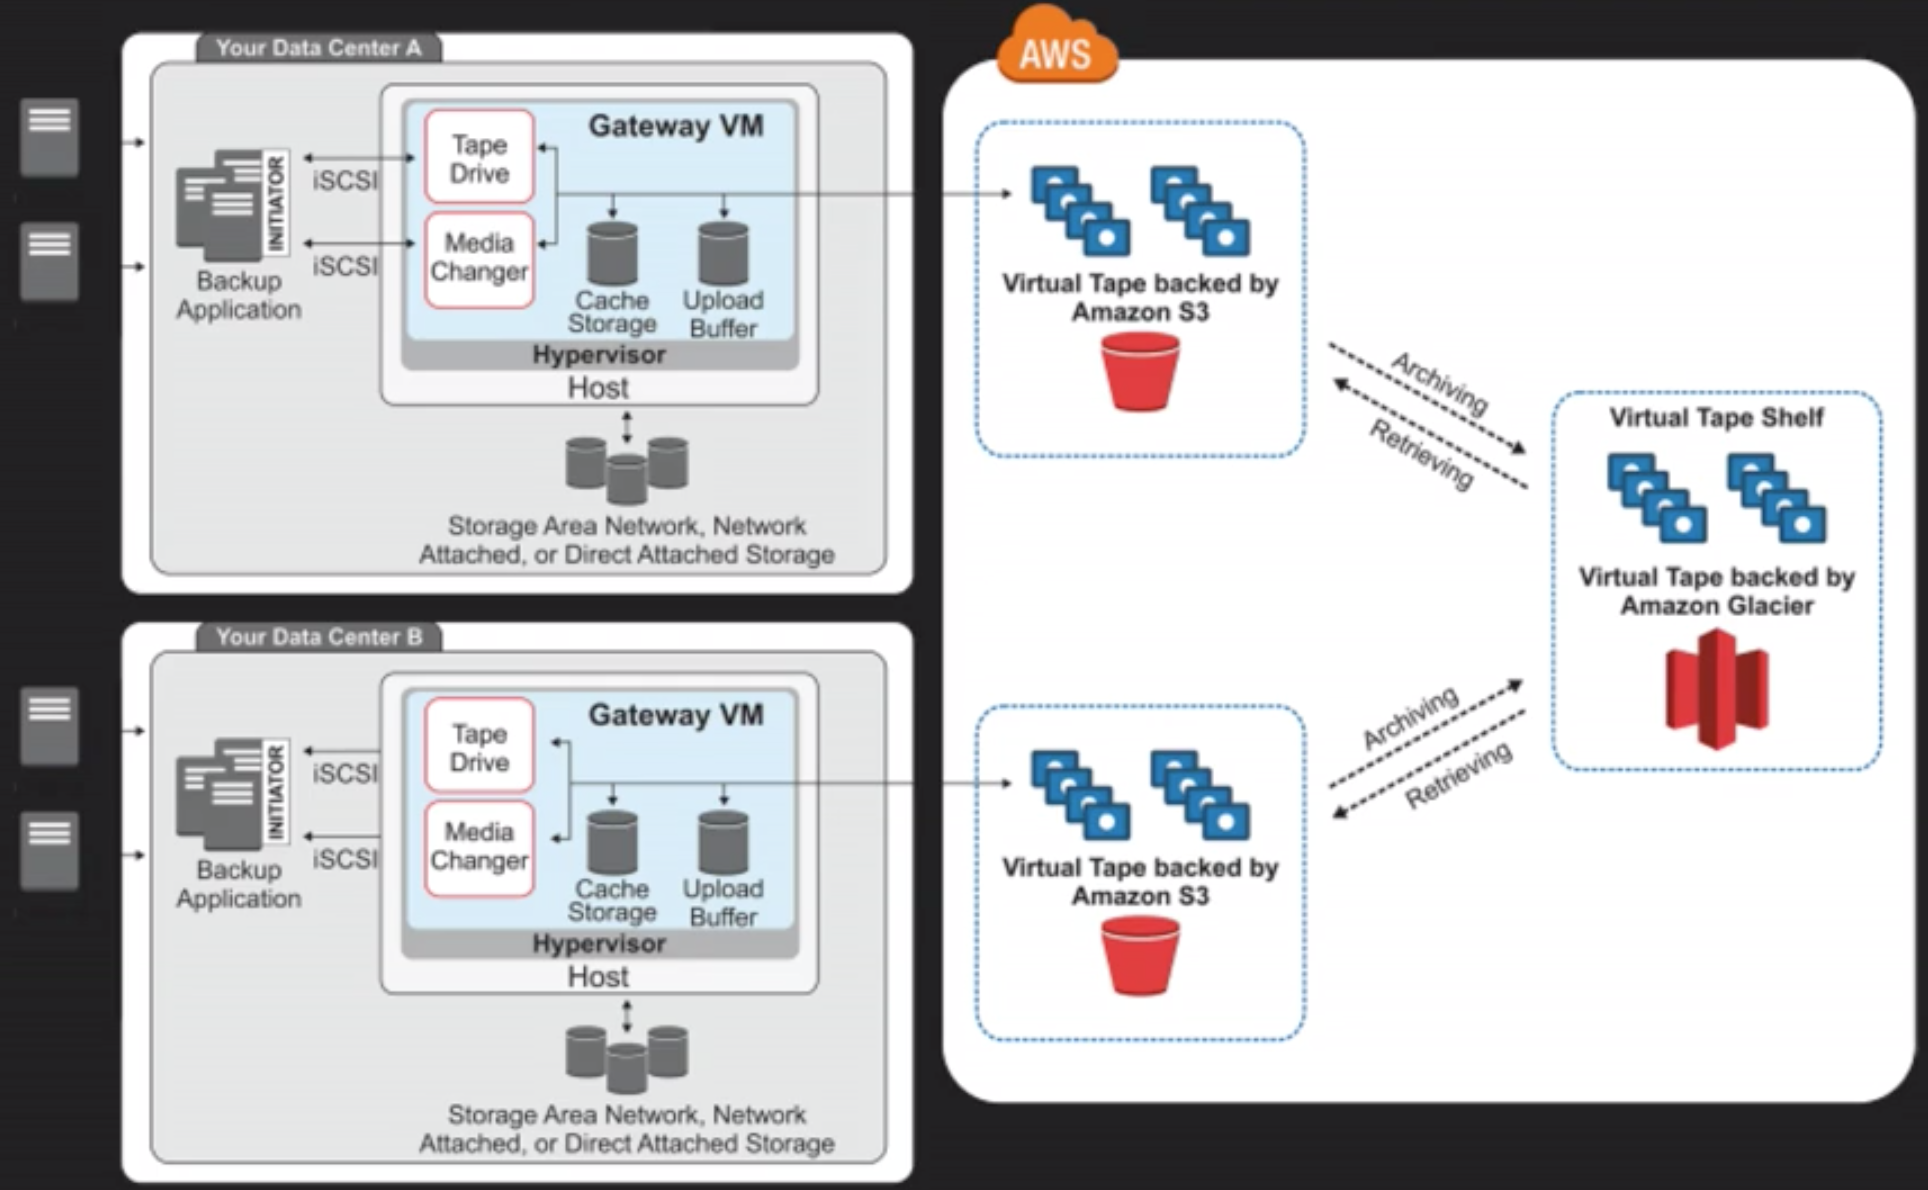 Your Data Center A
Gateway VM
Tape
Drive
iSCSI
INITIATOR
Media
Changer
iSCSI
Backup
Application
Cache
Storage
Upload
Buffer
Hypervisor
Host
Storage Area Network, Network
Attached, or Direct Attached Storage
Your Data Center B
Gateway VM
Tape
Drive
iSCSI
INITIATOR
Media
Changer
iSCSI
Backup
Application
Cache
Storage
Upload
Buffer
Hypervisor
Host
Storage Area Network, Network
Attached, or Direct Attached Storage
AWS
Virtual Tape backed by
Amazon S3
Archiving
Retrieving
Virtual Tape Shelf
Virtual Tape backed by
Amazon Glacier
Archiving
Retrieving
Virtual Tape backed by
Amazon S3